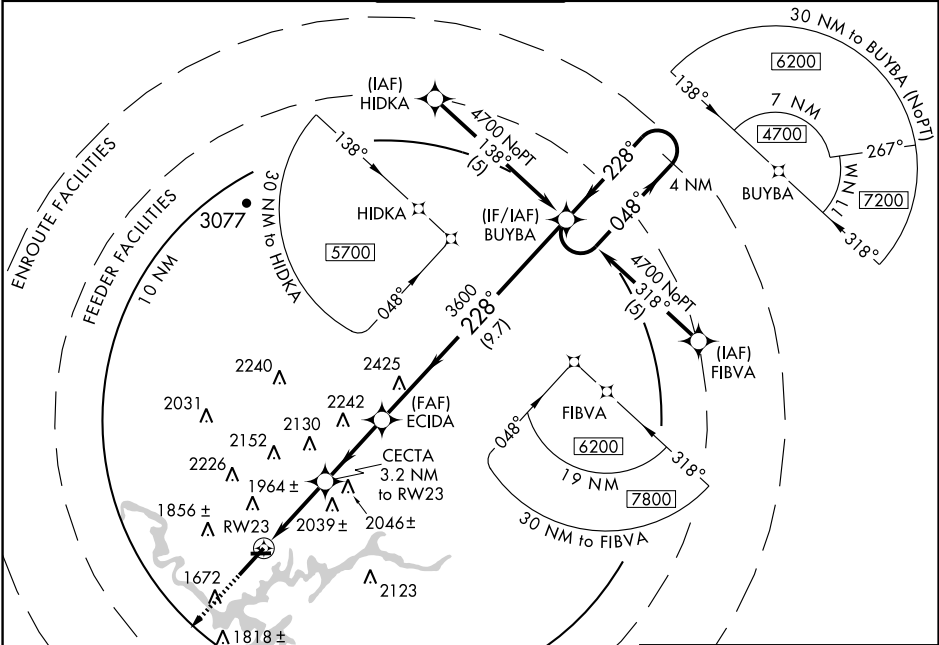 30 NM to BUYBA (NoPT)
6200
138°
7 NM
4700
267°
BUYBA
11 NM
7200
318°
(IAF)
HIDKA
4700 NoPT
138°
(5)
ENROUTE FACILITIES
FEEDER FACILITIES
10 NM
3077
138°
HIDKA
30 NM to HIDKA
5700
048°
228°
048°
4 NM
(IF/IAF)
BUYBA
4700 NoPT
318°
(5)
(IAF)
FIBVA
3600
228°
(9.7)
2240
2425
2031
2242
(FAF)
ECIDA
2130
2152
2226
CECTA
3.2 NM
to RW23
1964 ±
1856 ±
RW23
2039 ±
2046 ±
FIBVA
048°
6200
318°
19 NM
7800
30 NM to FIBVA
1672
2123
1818 ±